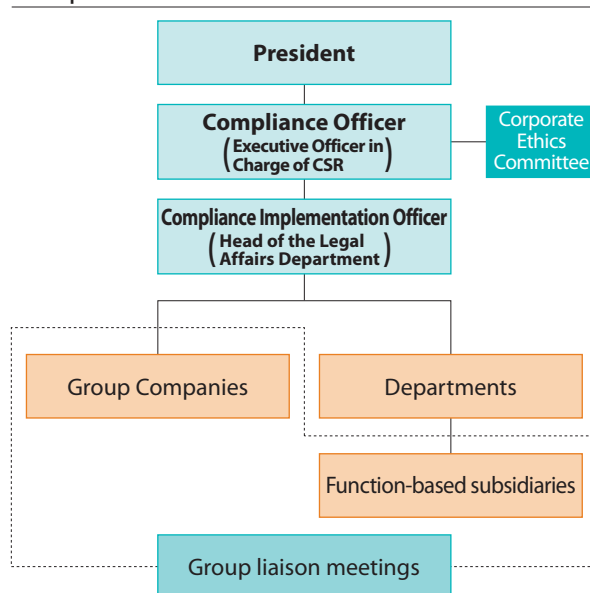 President
Compliance Officer
(Executive Officer in
Charge of CSR)
Corporate
Ethics
Committee
Compliance Implementation Officer
(Head of the Legal
Affairs Department)
Group Companies
Departments
Function-based subsidiaries
Group liaison meetings